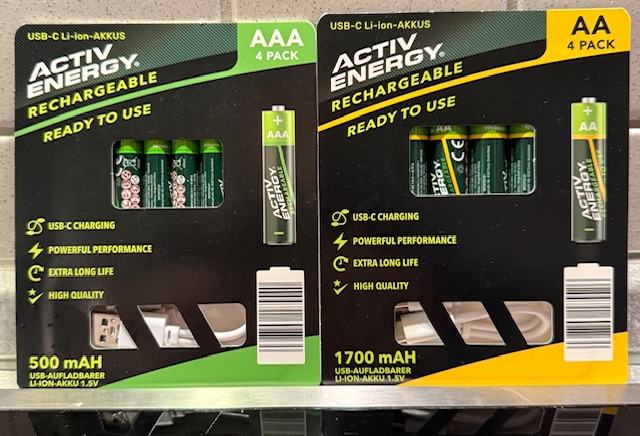 USB-C Li-ion-AKKUS
ACTIV
ENERGY®
RECHARGEABLE
READY TO USE
AAA
4 PACK
+
AAA
ACTIV
ENERGY
USB-C CHARGING
POWERFUL PERFORMANCE
EXTRA LONG LIFE
HIGH QUALITY
500 mAH
USB-AUFLADBARER
LI-ION-AKKU 1.5V
USB-C Li-ion-AKKUS
ACTIV
ENERGY®
RECHARGEABLE
READY TO USE
AA
4 PACK
AA
CE
+
AA
ACTIV
ENERGY
RECHARGEABLE
USB-C CHARGING
POWERFUL PERFORMANCE
EXTRA LONG LIFE
HIGH QUALITY
1700 mAH
USB-AUFLADBARER
LI-ION-AKKU 1.5V